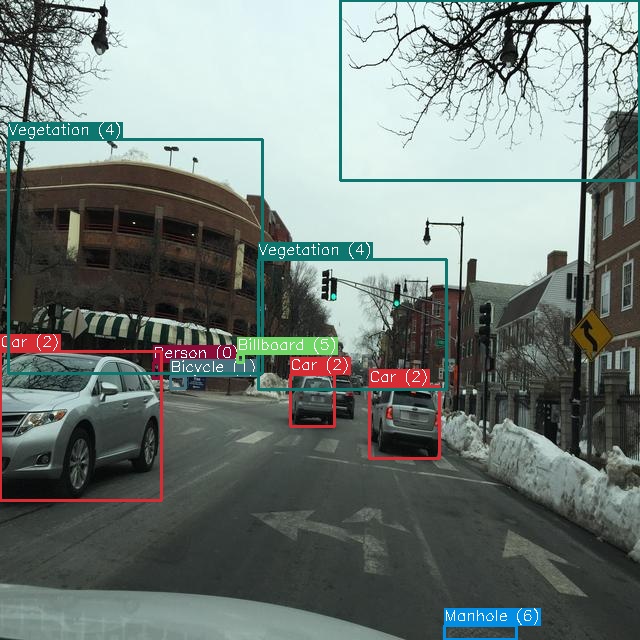 Vegetation (4)
Vegetation (4)
Car (2)
Person (0
Billboard (5)
Bicycle (1)
Car (2)
Car (2)
Manhole (6)